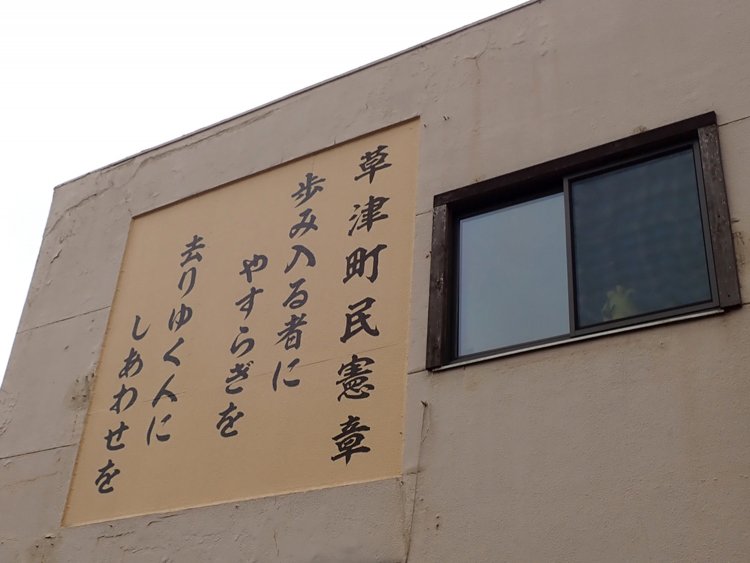 草津町民憲章
歩み入る者に
やすらぎを
去りゆく人に
しあわせを